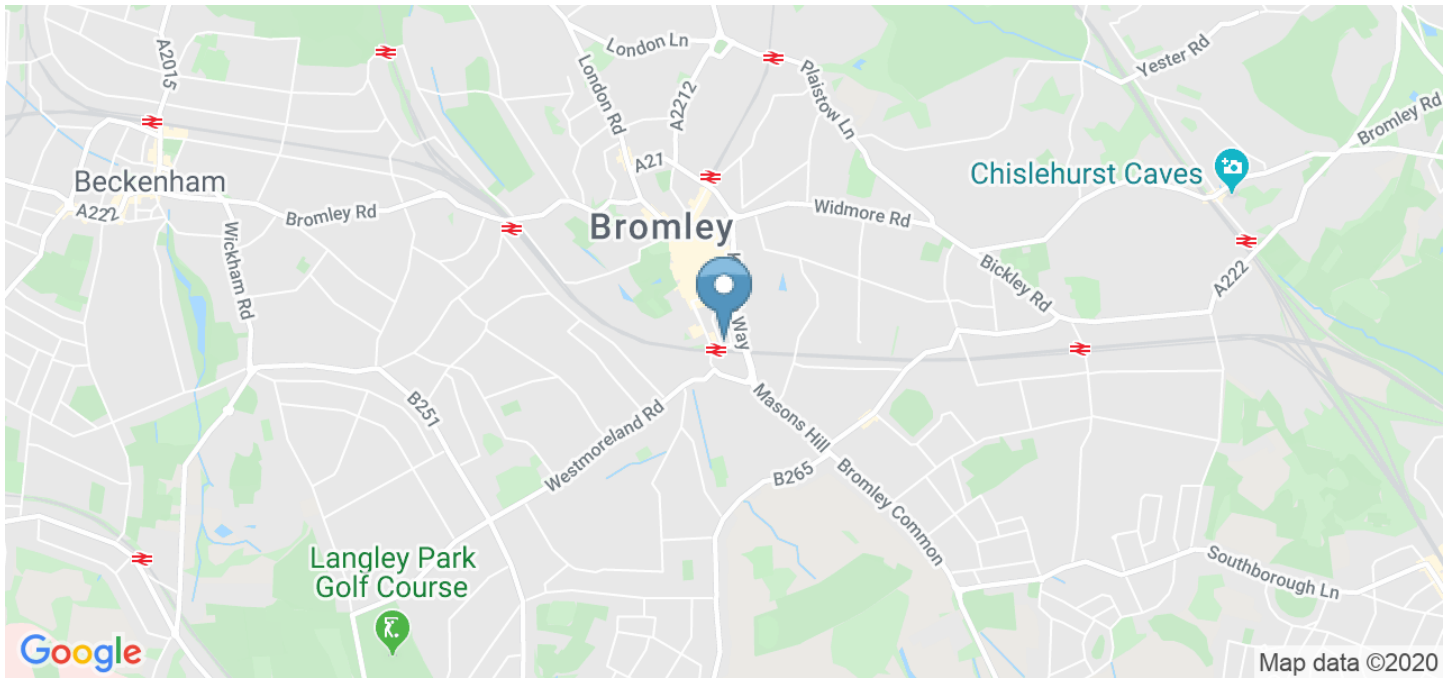 London Ln
Yester Rd
A2015
London Rd
Plaistow Ln
A2212
Bromley Rd
A21
Chislehurst Caves
Beckenham
A222
Bromley Rd
Widmore Rd
Bromley
Wickham Rd
Bickley Rd
A222
Way
B251
Masons Hill
Westmoreland Rd
B265
Bromley Common
Langley Park
Golf Course
Southborough Ln
Google
Map data ©2020